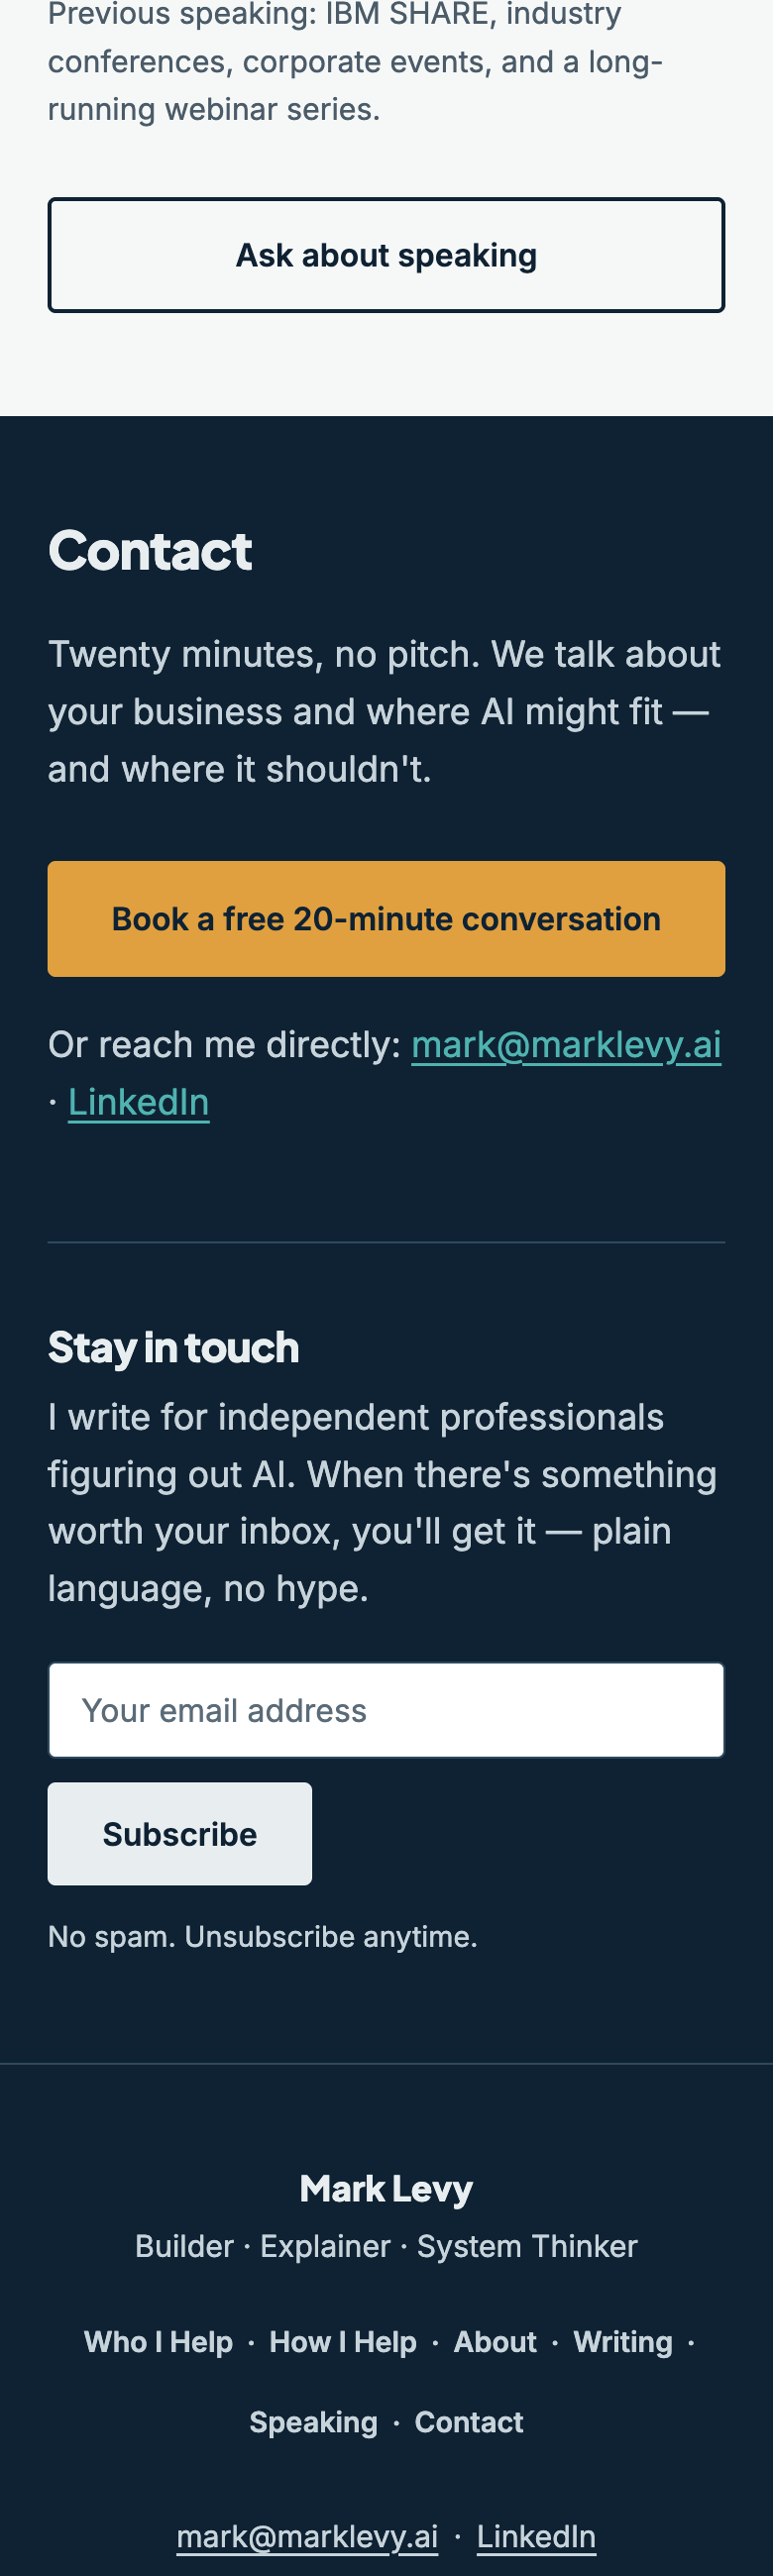 Previous speaking: IBM SHARE, industry
conferences, corporate events, and a long-
running webinar series.
Ask about speaking
Contact
Twenty minutes, no pitch. We talk about
your business and where AI might fit —
and where it shouldn't.
Book a free 20-minute conversation
Or reach me directly: mark@marklevy.ai
· LinkedIn
Stay in touch
I write for independent professionals
figuring out AI. When there's something
worth your inbox, you'll get it — plain
language, no hype.
Your email address
Subscribe
No spam. Unsubscribe anytime.
Mark Levy
Builder · Explainer · System Thinker
Who I Help · How I Help · About · Writing ·
Speaking · Contact
mark@marklevy.ai · LinkedIn